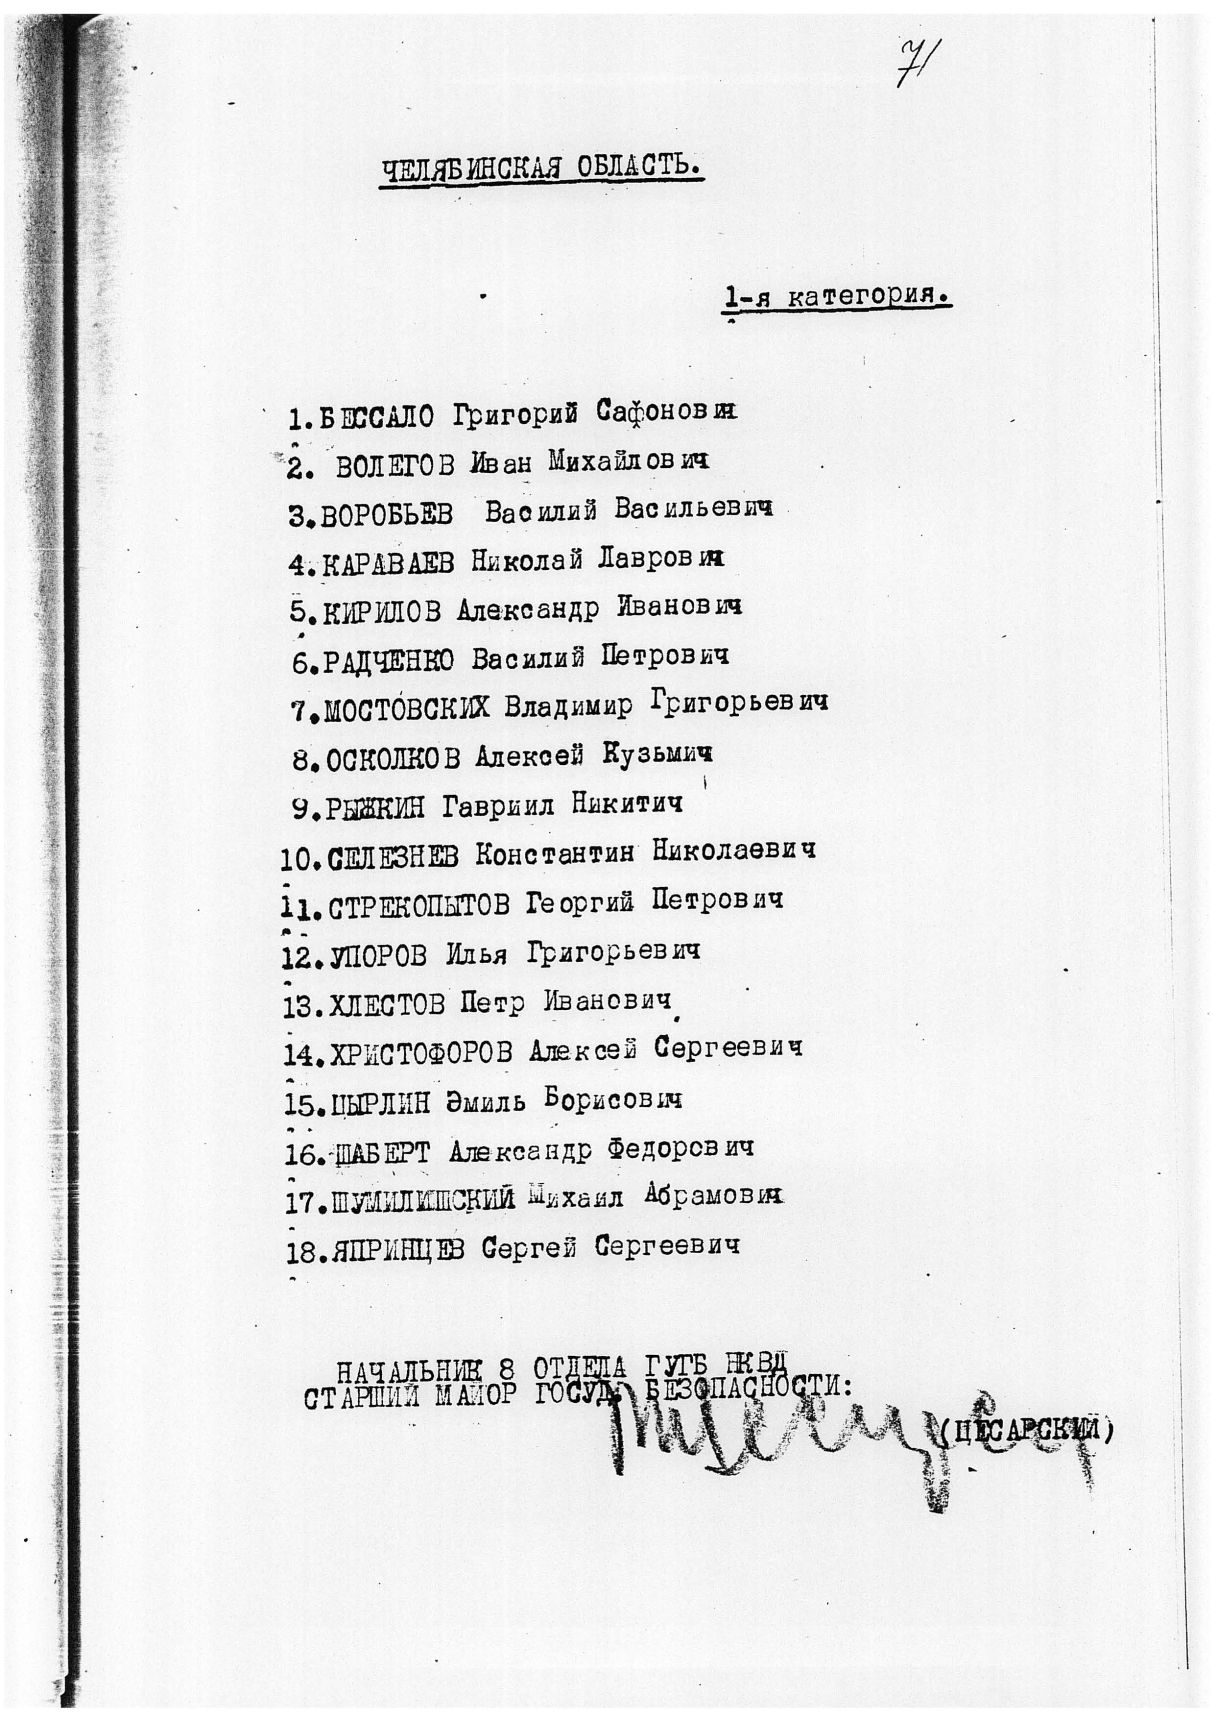 71
ЧЕЛЯБИНСКАЯ ОБЛАСТЬ.
1-я категория.
1. БЕССАЛО Григорий Сафонович
2. ВОЛЕГОВ Иван Михайлович
3. ВОРОБЬЕВ Василий Васильевич
4. КАРАВАЕВ Николай Лаврович
5. КИРИЛОВ Александр Иванович
6. РАДЧЕНКО Василий Петрович
7. МОСТОВСКИХ Владимир Григорьевич
8. ОСКОЛКОВ Алексей Кузьмич
9. РЫЖКИН Гавриил Никитич
10. СЕЛЕЗНЕВ Константин Николаевич
11. СТРЕКОПЫТОВ Георгий Петрович
12. УПОРОВ Илья Григорьевич
13. ХЛЕСТОВ Петр Иванович
14. ХРИСТОФОРОВ Алексей Сергеевич
15. ЦЫРЛИН Эмиль Борисович
16. ШАБЕРТ Александр Федорович
17. ШУМИЛИШСКИЙ Михаил Абрамович
18. ЯПРИНЦЕВ Сергей Сергеевич
НАЧАЛЬНИК 8 ОТДЕЛА ГУГБ НКВД
СТАРШИЙ МАЙОР ГОСУД. БЕЗОПАСНОСТИ:
(ЦЕСАРСКИЙ)